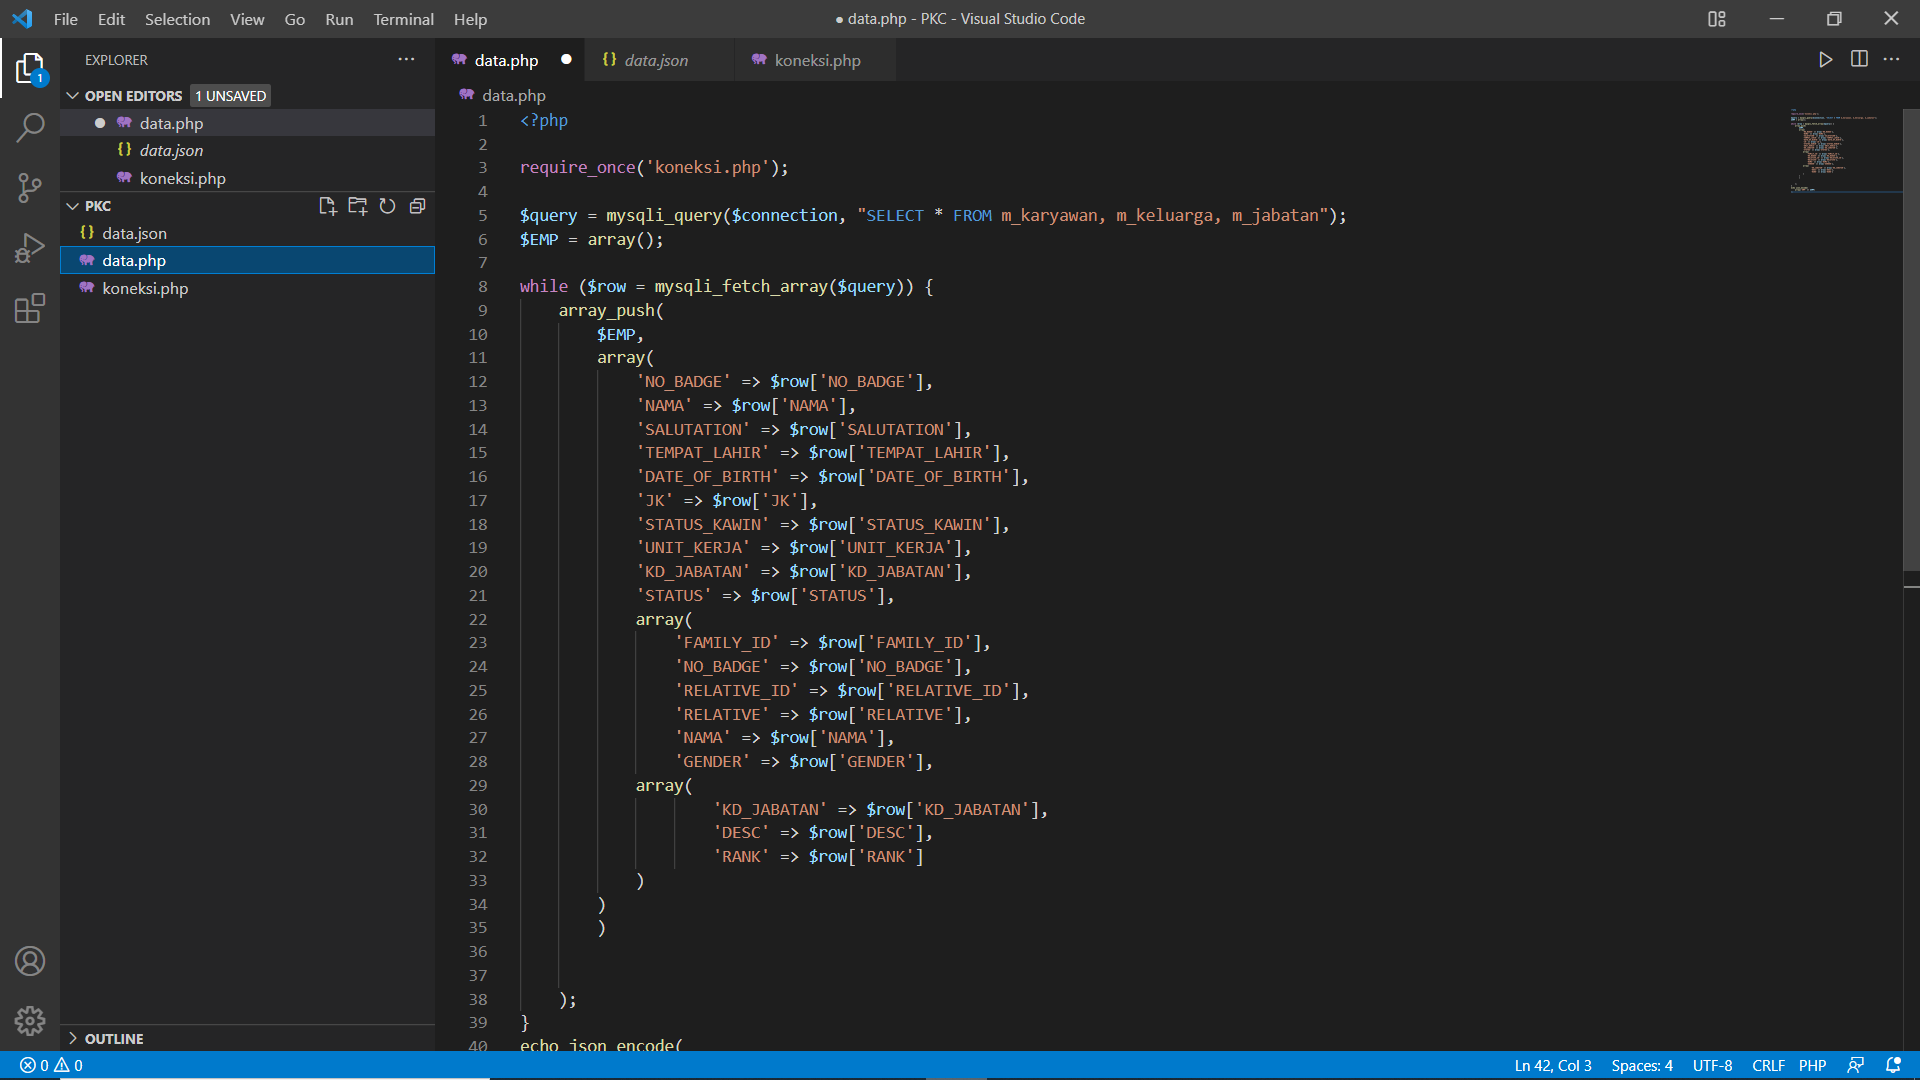 File Edit Selection View Go Run Terminal Help
● data.php - PKC - Visual Studio Code
1
EXPLORER
OPEN EDITORS 1 UNSAVED
data.php
data.json
koneksi.php
PKC
data.json
data.php
koneksi.php
OUTLINE
data.php data.json koneksi.php
data.php
1 <?php
2
3 require_once('koneksi.php');
4
5 $query = mysqli_query($connection, "SELECT * FROM m_karyawan, m_keluarga, m_jabatan");
6 $EMP = array();
7
8 while ($row = mysqli_fetch_array($query)) {
9 array_push(
10 $EMP,
11 array(
12 'NO_BADGE' => $row['NO_BADGE'],
13 'NAMA' => $row['NAMA'],
14 'SALUTATION' => $row['SALUTATION'],
15 'TEMPAT_LAHIR' => $row['TEMPAT_LAHIR'],
16 'DATE_OF_BIRTH' => $row['DATE_OF_BIRTH'],
17 'JK' => $row['JK'],
18 'STATUS_KAWIN' => $row['STATUS_KAWIN'],
19 'UNIT_KERJA' => $row['UNIT_KERJA'],
20 'KD_JABATAN' => $row['KD_JABATAN'],
21 'STATUS' => $row['STATUS'],
22 array(
23 'FAMILY_ID' => $row['FAMILY_ID'],
24 'NO_BADGE' => $row['NO_BADGE'],
25 'RELATIVE_ID' => $row['RELATIVE_ID'],
26 'RELATIVE' => $row['RELATIVE'],
27 'NAMA' => $row['NAMA'],
28 'GENDER' => $row['GENDER'],
29 array(
30 'KD_JABATAN' => $row['KD_JABATAN'],
31 'DESC' => $row['DESC'],
32 'RANK' => $row['RANK']
33 )
34 )
35 )
36
37
38 );
39 }
40 echo json_encode(
0 0
Ln 42, Col 3 Spaces: 4 UTF-8 CRLF PHP